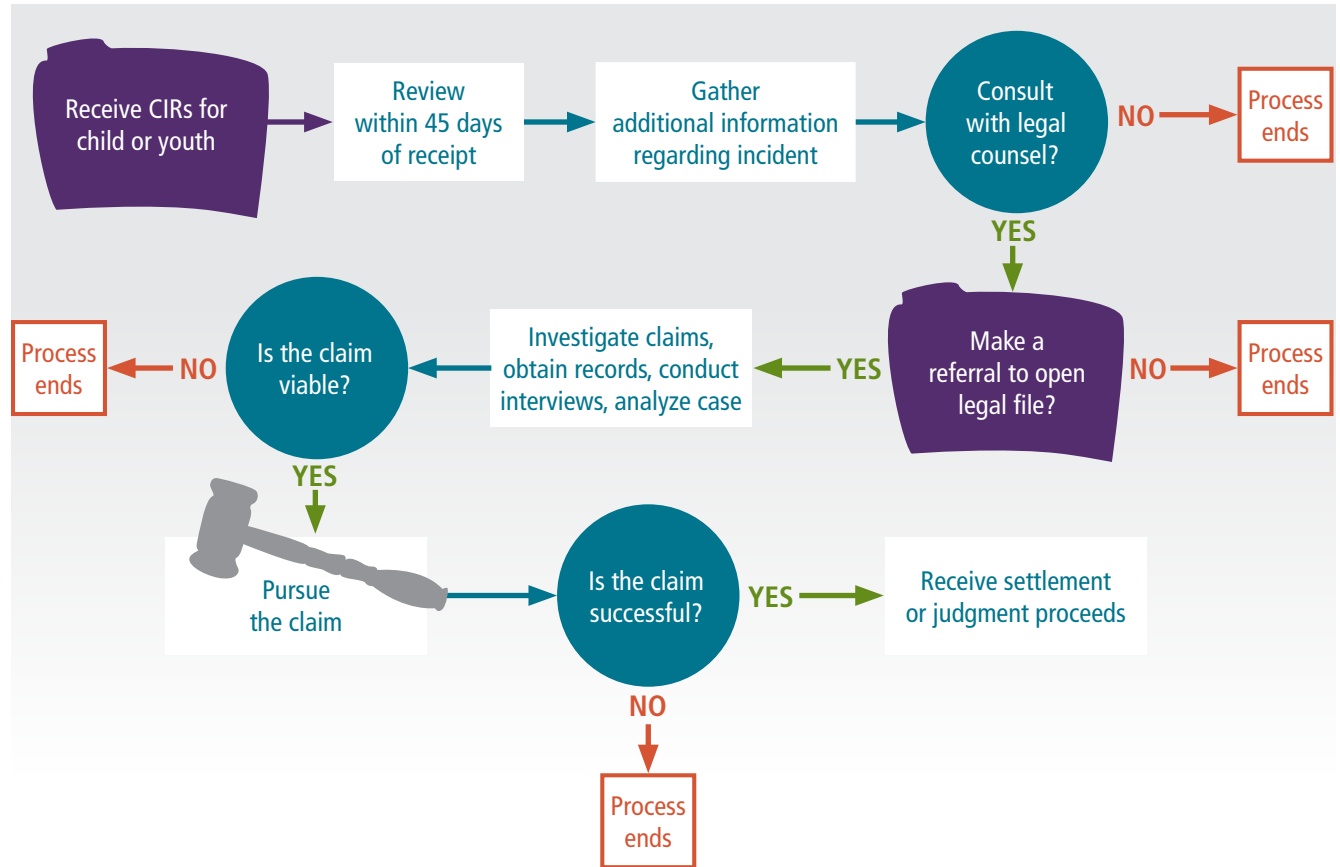 Receive CIRs for
child or youth
Review
within 45 days
of receipt
Gather
additional information
regarding incident
Consult
with legal
counsel?
NO
Process
ends
YES
Make a
referral to open
legal file?
NO
Process
ends
YES
Investigate claims,
obtain records, conduct
interviews, analyze case
Is the claim
viable?
NO
Process
ends
YES
Pursue
the claim
Is the claim
successful?
YES
Receive settlement
or judgment proceeds
NO
Process
ends